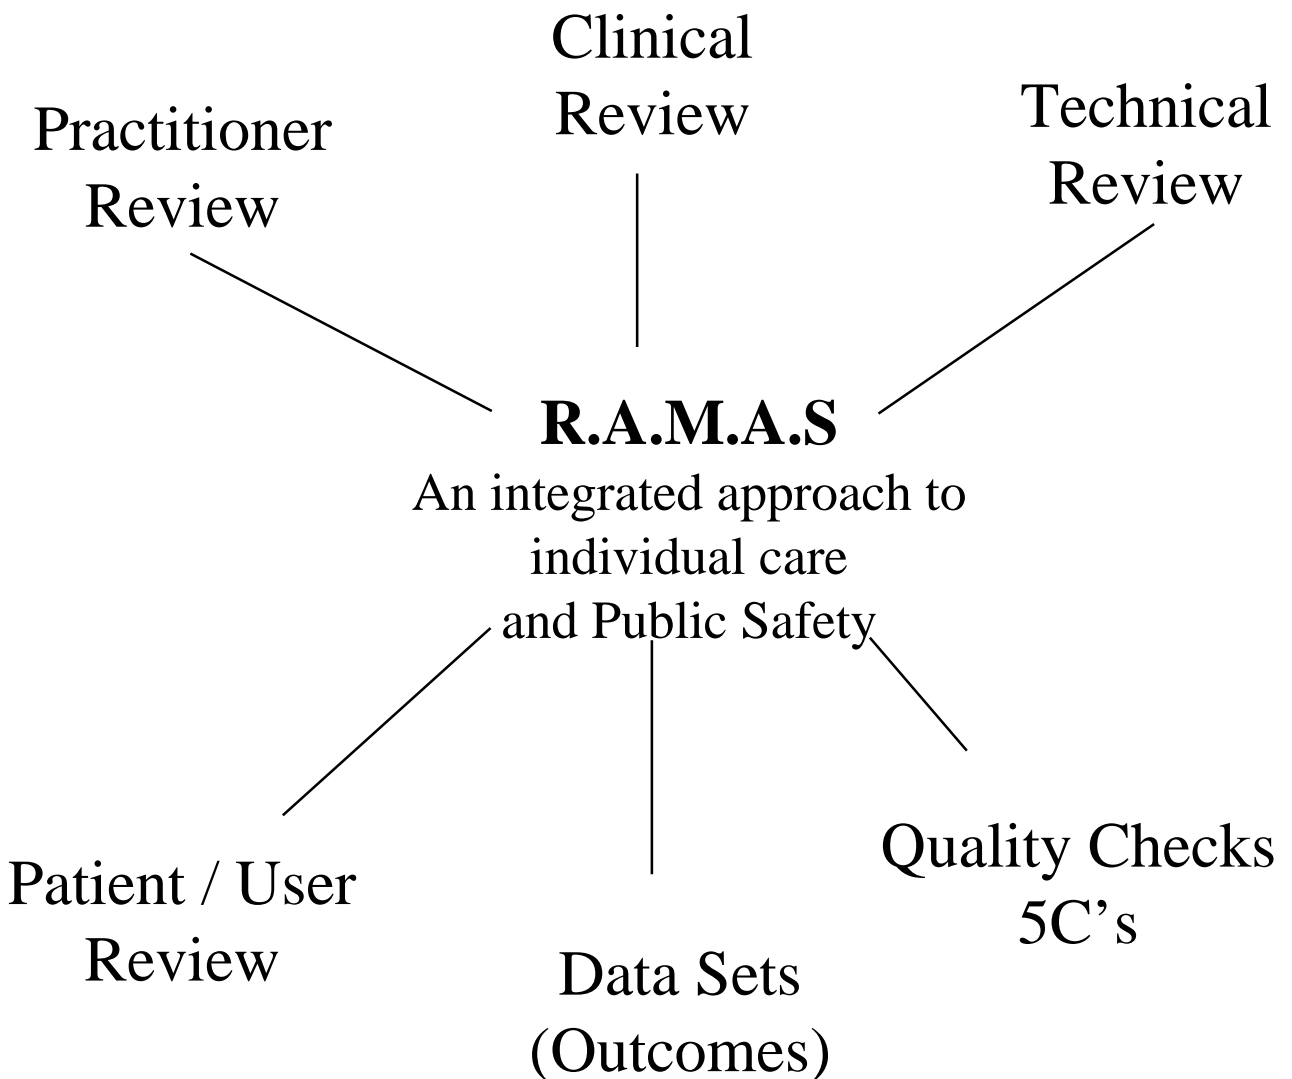 Clinical
Review
Practitioner
Review
Technical
Review
R.A.M.A.S
An integrated approach to
individual care
and Public Safety
Patient / User
Review
Data Sets
(Outcomes)
Quality Checks
5C’s